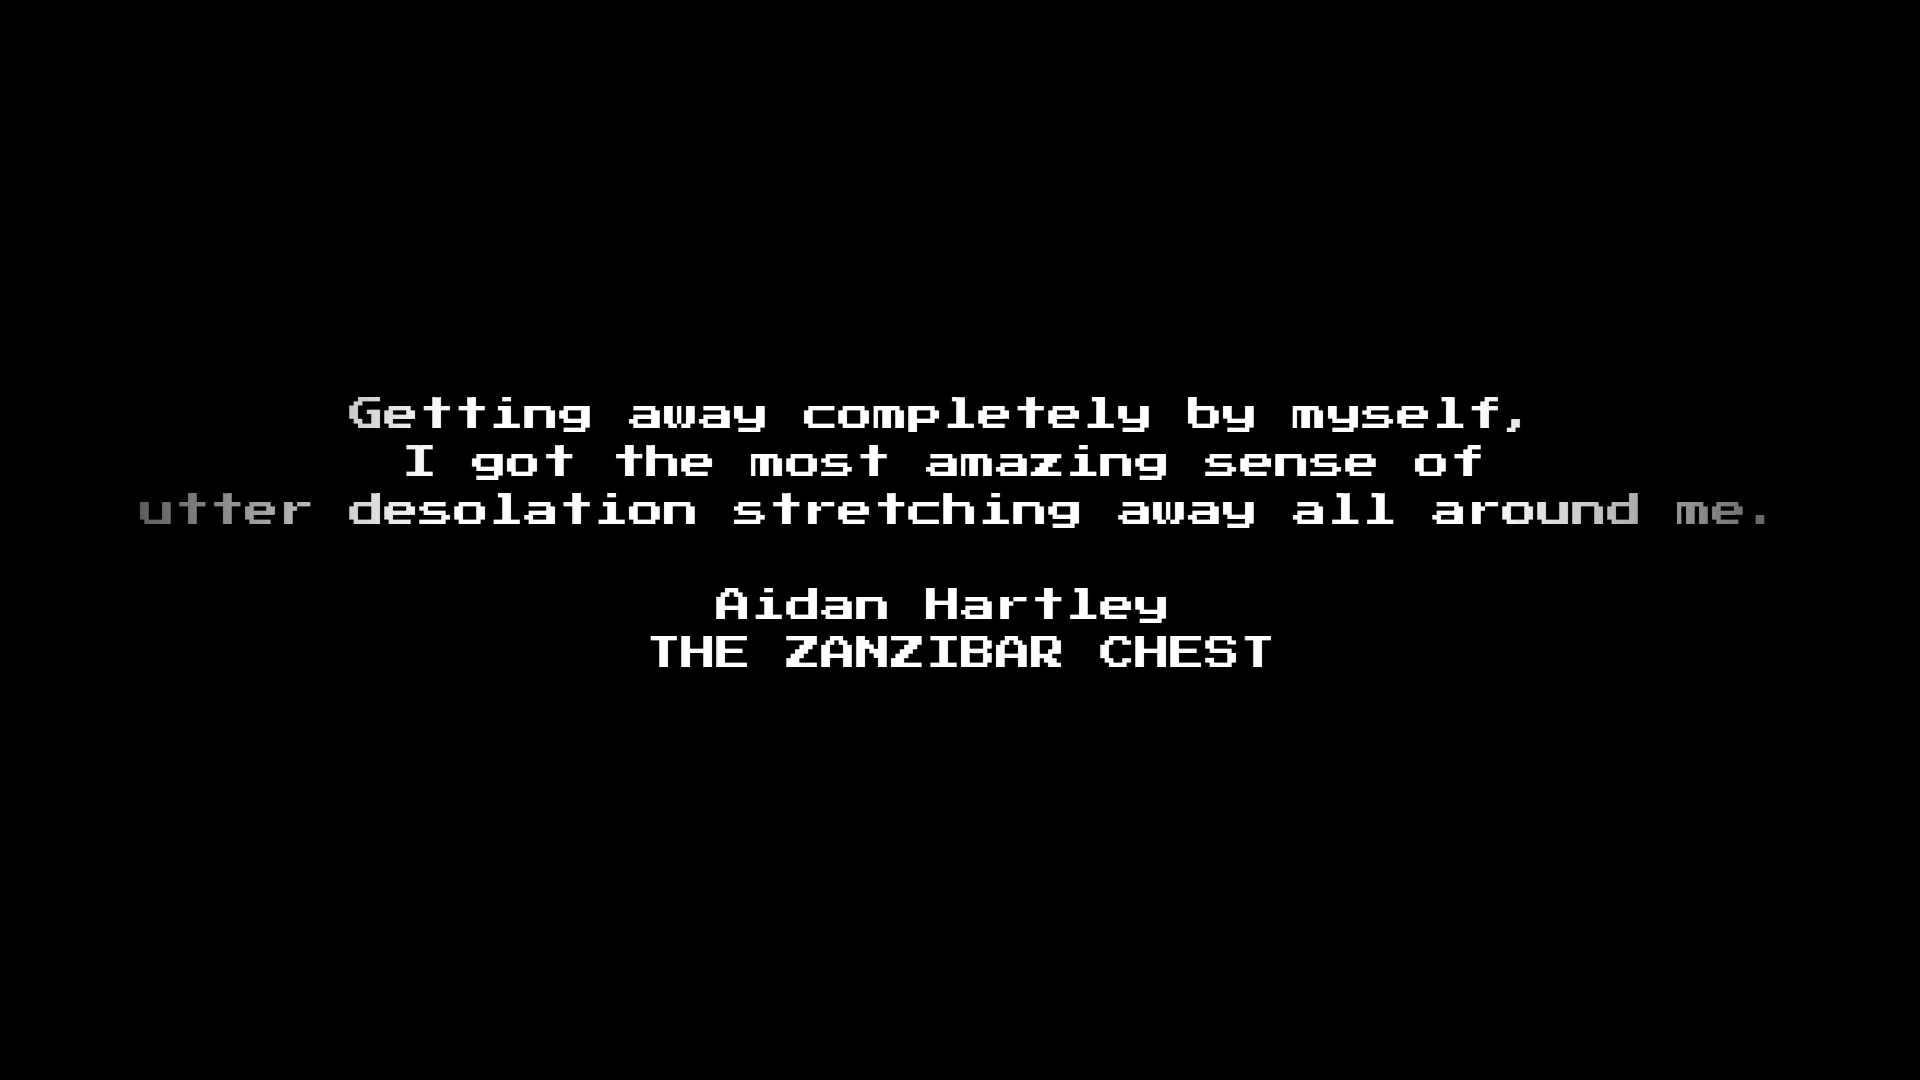 Getting away completely by myself,
I got the most amazing sense of
utter desolation stretching away all around me.
Aidan Hartley
THE ZANZIBAR CHEST